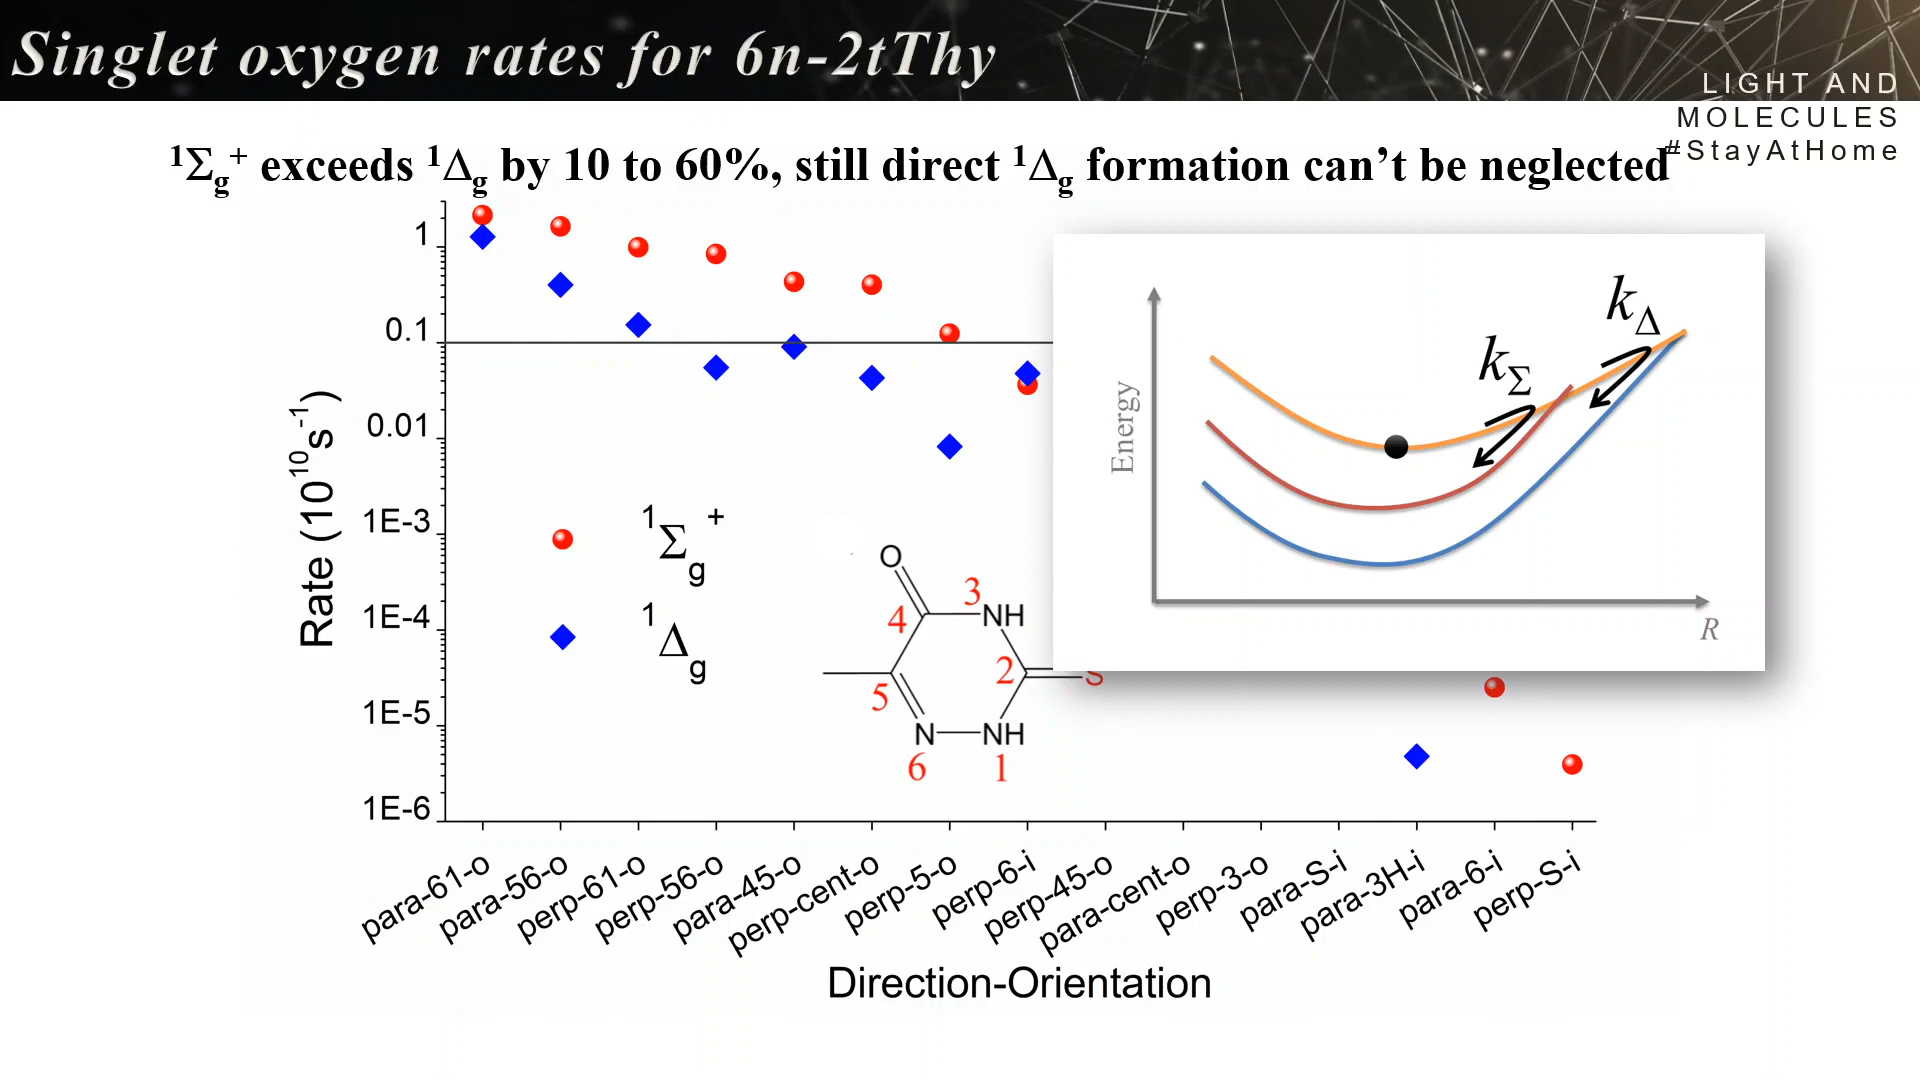 Singlet oxygen rates for 6n-2tThy
LIGHT AND
MOLECULES
#StayAtHome
¹Σg⁺ exceeds ¹Δg by 10 to 60%, still direct ¹Δg formation can’t be neglected
1
0.1
0.01
1E-3
1E-4
1E-5
1E-6
Rate (10¹⁰s⁻¹)
¹Σg⁺
¹Δg
O
3
4
NH
2
S
5
N
NH
6
1
kΔ
kΣ
Energy
R
para-61-o
para-56-o
perp-61-o
perp-56-o
para-45-o
perp-cent-o
perp-5-o
perp-6-i
perp-45-o
para-cent-o
perp-3-o
para-S-i
para-3H-i
para-6-i
perp-S-i
Direction-Orientation